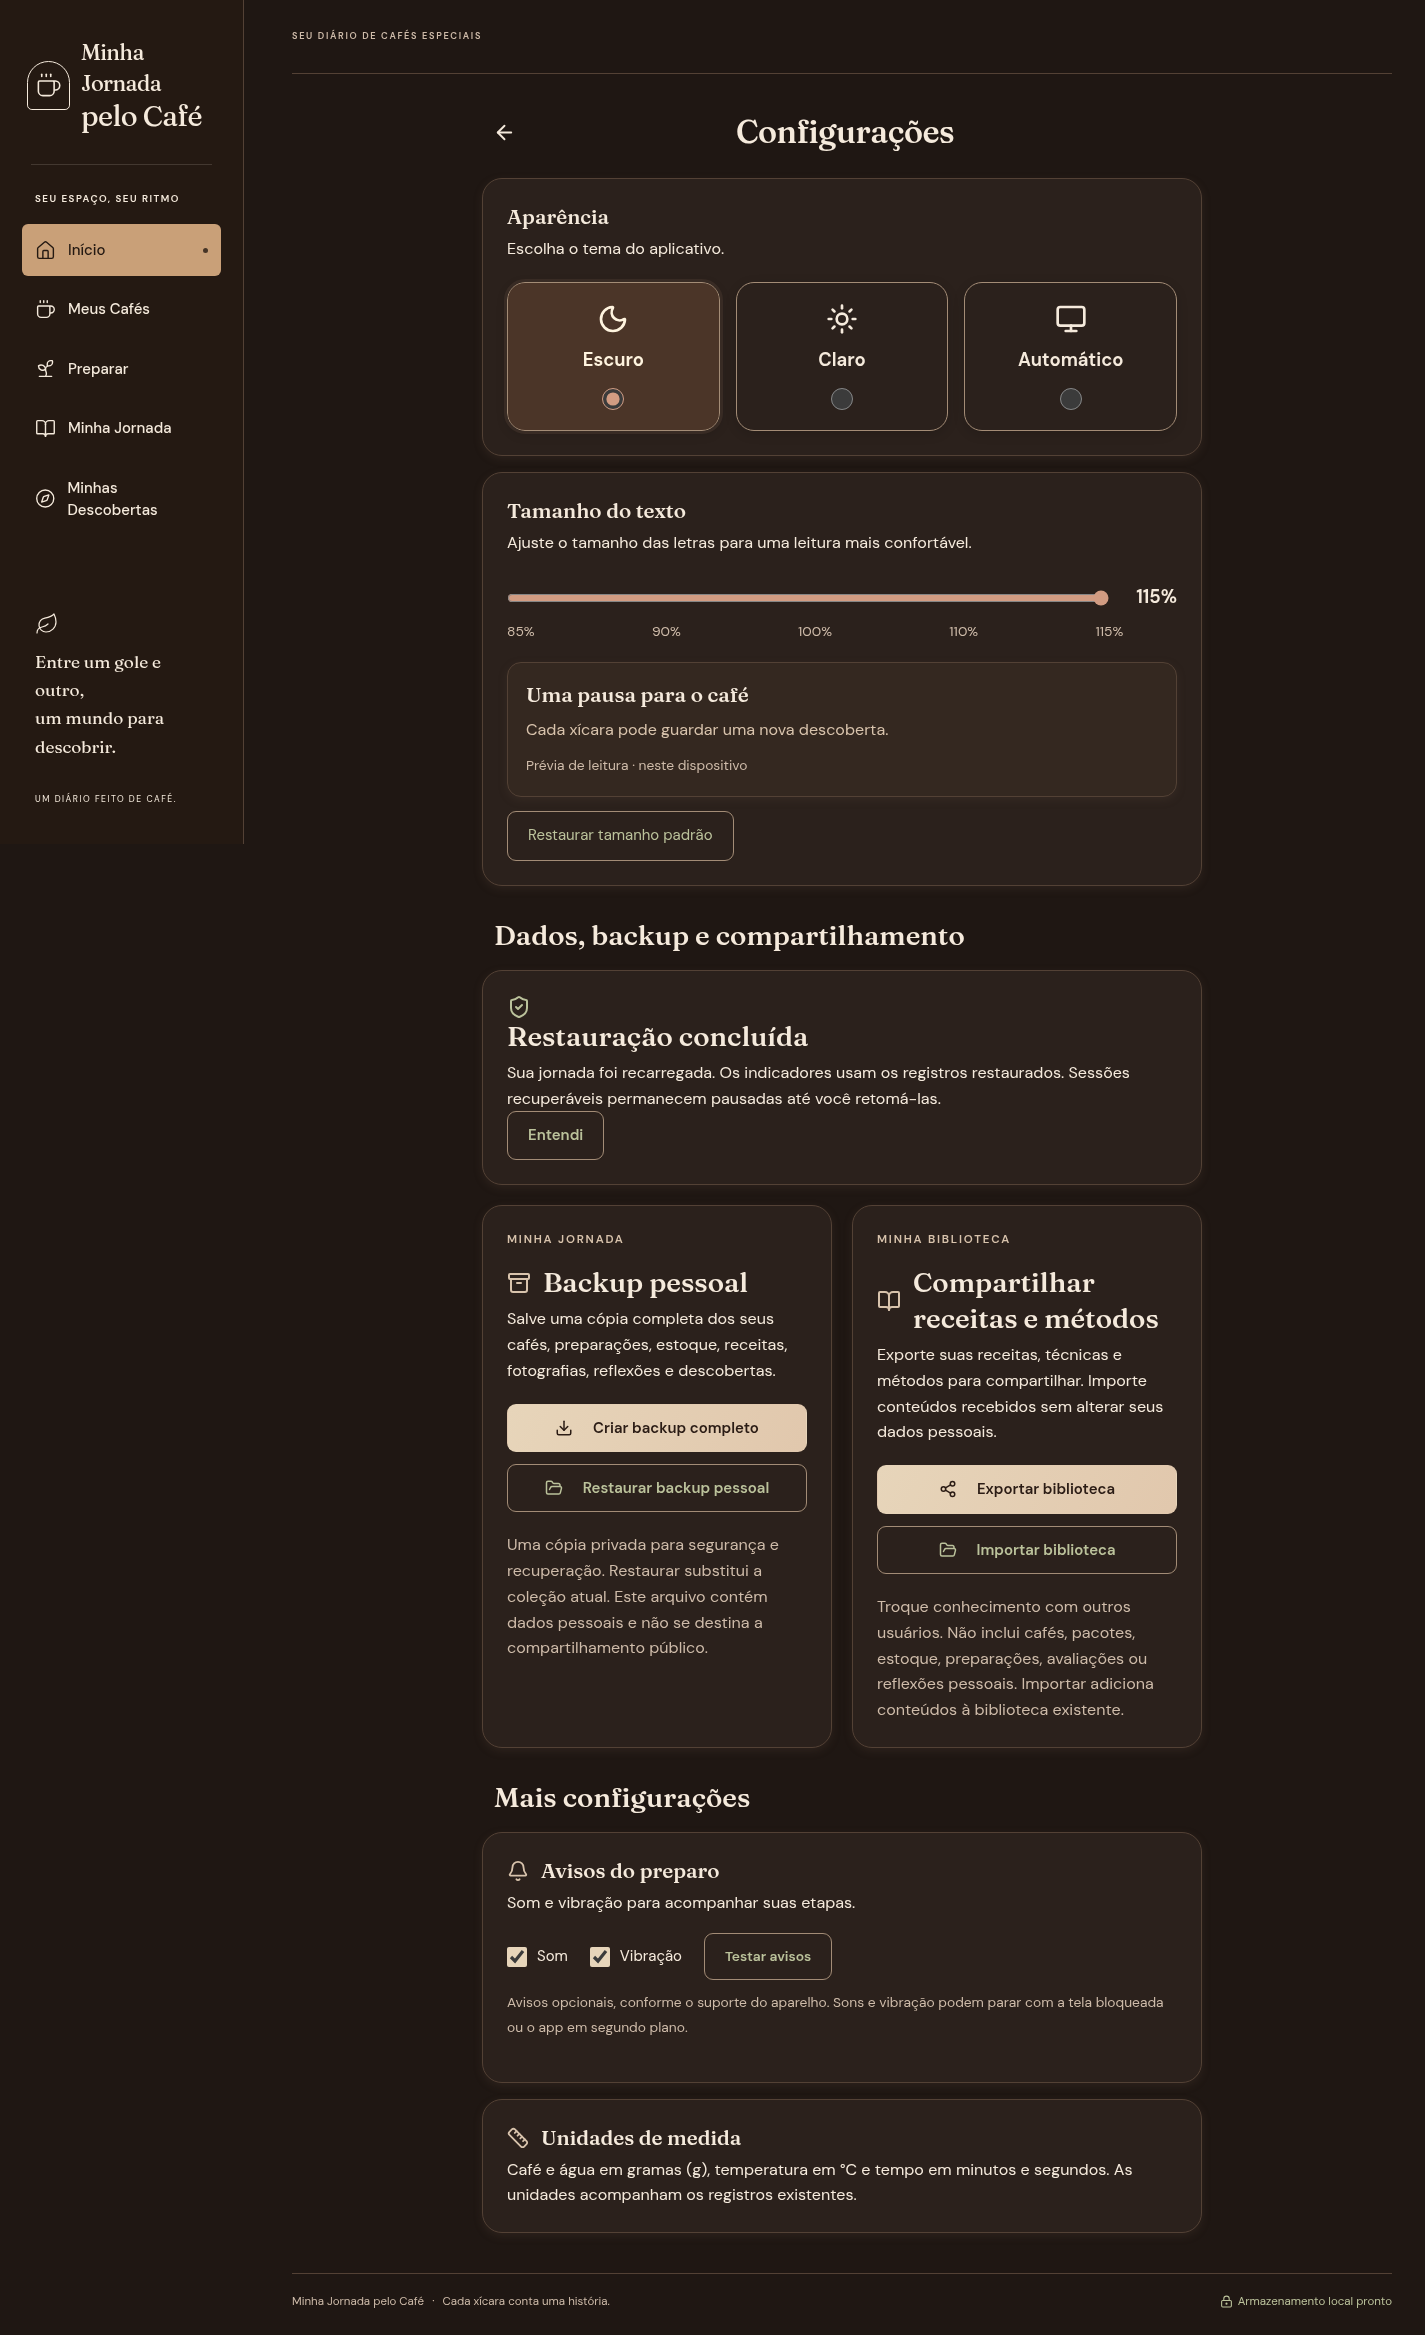 Minha
Jornada
pelo Café
SEU ESPAÇO, SEU RITMO
Início
Meus Cafés
Preparar
Minha Jornada
Minhas
Descobertas
Entre um gole e
outro,
um mundo para
descobrir.
UM DIÁRIO FEITO DE CAFÉ.
SEU DIÁRIO DE CAFÉS ESPECIAIS
Configurações
Aparência
Escolha o tema do aplicativo.
Escuro
Claro
Automático
Tamanho do texto
Ajuste o tamanho das letras para uma leitura mais confortável.
115%
85% 90% 100% 110% 115%
Uma pausa para o café
Cada xícara pode guardar uma nova descoberta.
Prévia de leitura · neste dispositivo
Restaurar tamanho padrão
Dados, backup e compartilhamento
Restauração concluída
Sua jornada foi recarregada. Os indicadores usam os registros restaurados. Sessões
recuperáveis permanecem pausadas até você retomá-las.
Entendi
MINHA JORNADA
Backup pessoal
Salve uma cópia completa dos seus
cafés, preparações, estoque, receitas,
fotografias, reflexões e descobertas.
Criar backup completo
Restaurar backup pessoal
Uma cópia privada para segurança e
recuperação. Restaurar substitui a
coleção atual. Este arquivo contém
dados pessoais e não se destina a
compartilhamento público.
MINHA BIBLIOTECA
Compartilhar
receitas e métodos
Exporte suas receitas, técnicas e
métodos para compartilhar. Importe
conteúdos recebidos sem alterar seus
dados pessoais.
Exportar biblioteca
Importar biblioteca
Troque conhecimento com outros
usuários. Não inclui cafés, pacotes,
estoque, preparações, avaliações ou
reflexões pessoais. Importar adiciona
conteúdos à biblioteca existente.
Mais configurações
Avisos do preparo
Som e vibração para acompanhar suas etapas.
Som
Vibração
Testar avisos
Avisos opcionais, conforme o suporte do aparelho. Sons e vibração podem parar com a tela bloqueada
ou o app em segundo plano.
Unidades de medida
Café e água em gramas (g), temperatura em °C e tempo em minutos e segundos. As
unidades acompanham os registros existentes.
Minha Jornada pelo Café · Cada xícara conta uma história.
Armazenamento local pronto